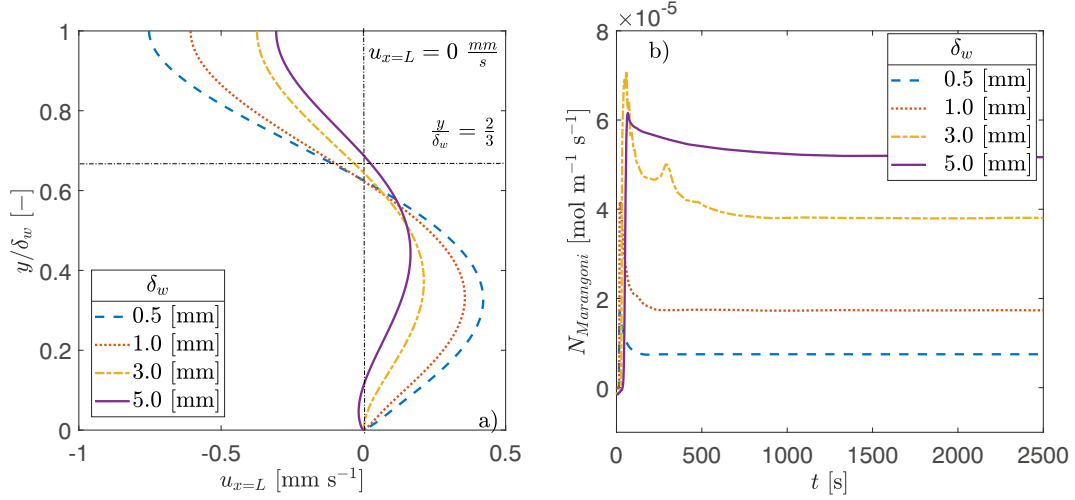 1
0.8
0.6
0.4
0.2
0
y/δ_w [−]
u_{x=L} = 0 mm/s
y/δ_w = 2/3
δ_w
0.5 [mm]
1.0 [mm]
3.0 [mm]
5.0 [mm]
a)
-1 -0.5 0 0.5
u_{x=L} [mm s⁻¹]
×10⁻⁵
8
6
4
2
0
N_{Marangoni} [mol m⁻¹ s⁻¹]
b)
δ_w
0.5 [mm]
1.0 [mm]
3.0 [mm]
5.0 [mm]
0 500 1000 1500 2000 2500
t [s]